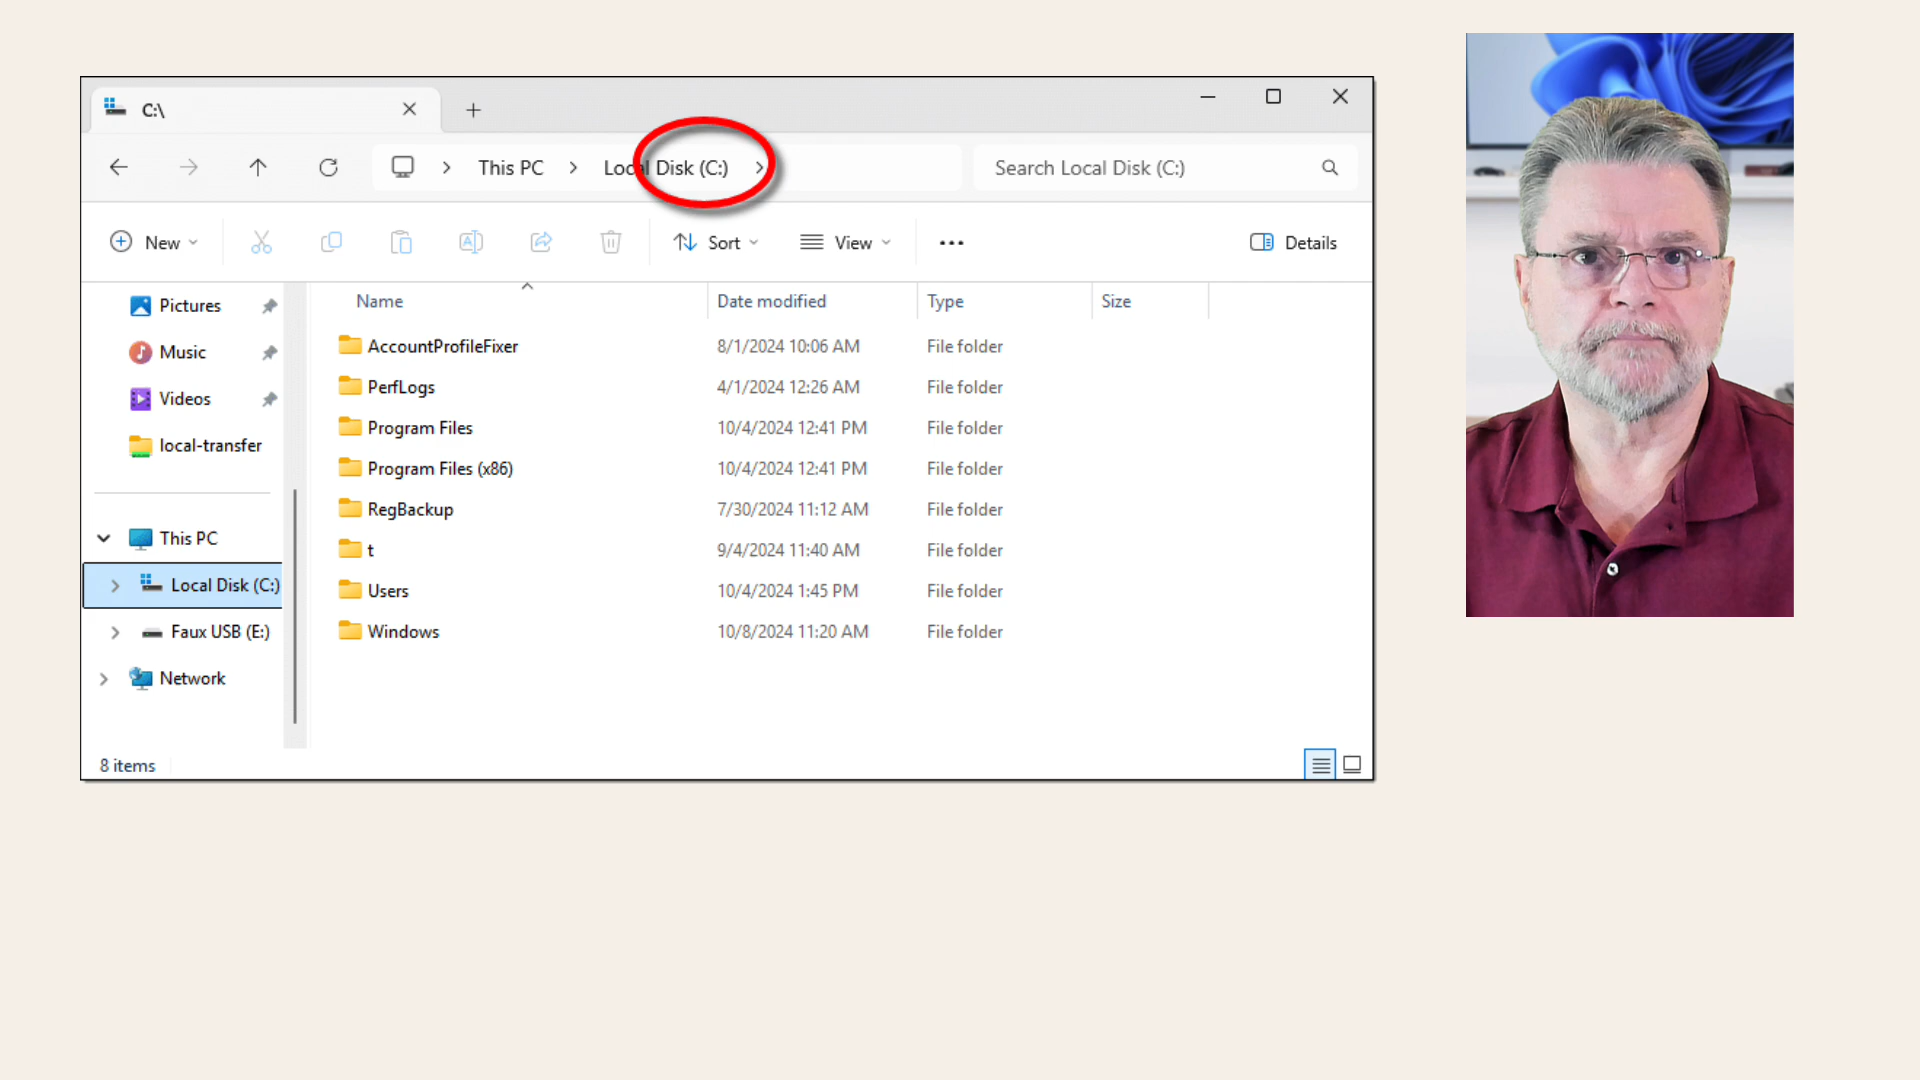 C:\
This PC Local Disk (C:) Search Local Disk (C:)
New Sort View Details
Name Date modified Type Size
Pictures
Music
Videos
local-transfer
This PC
Local Disk (C:)
Faux USB (E:)
Network
AccountProfileFixer 8/1/2024 10:06 AM File folder
PerfLogs 4/1/2024 12:26 AM File folder
Program Files 10/4/2024 12:41 PM File folder
Program Files (x86) 10/4/2024 12:41 PM File folder
RegBackup 7/30/2024 11:12 AM File folder
t 9/4/2024 11:40 AM File folder
Users 10/4/2024 1:45 PM File folder
Windows 10/8/2024 11:20 AM File folder
8 items